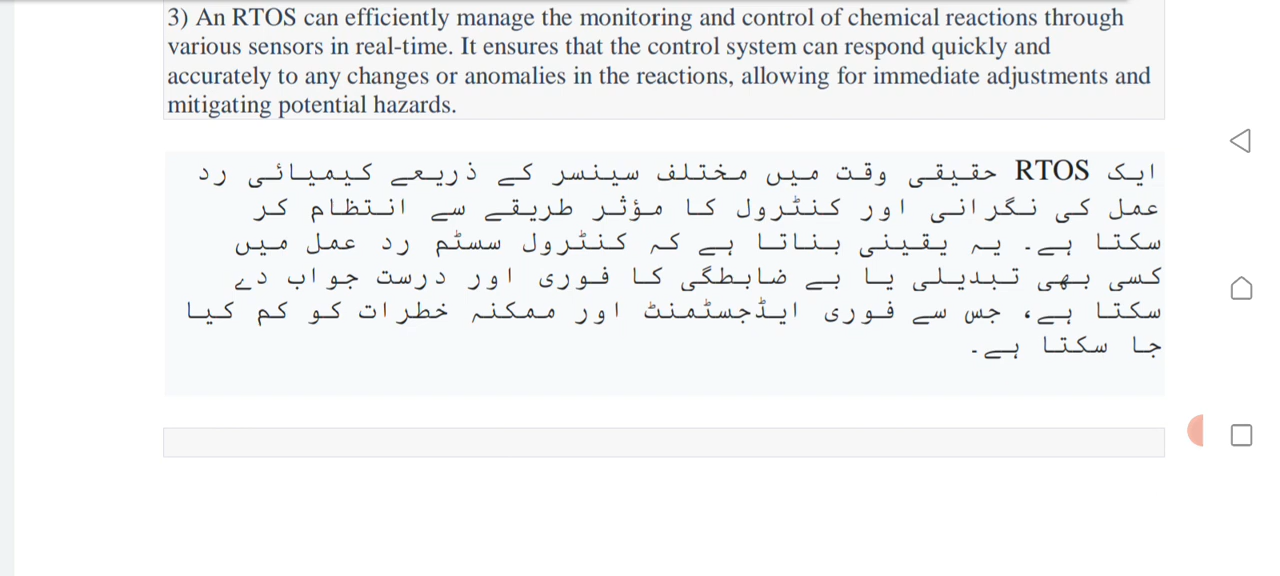 3) An RTOS can efficiently manage the monitoring and control of chemical reactions through
various sensors in real-time. It ensures that the control system can respond quickly and
accurately to any changes or anomalies in the reactions, allowing for immediate adjustments and
mitigating potential hazards.
ایک RTOS حقیقی وقت میں مختلف سینسر کے ذریعے کیمیائی رد
عمل کی نگرانی اور کنٹرول کا مؤثر طریقے سے انتظام کر
سکتا ہے۔ یہ یقینی بناتا ہے کہ کنٹرول سسٹم رد عمل میں
کسی بھی تبدیلی یا بے ضابطگی کا فوری اور درست جواب دے
سکتا ہے، جس سے فوری ایڈجسٹمنٹ اور ممکنہ خطرات کو کم کیا
جا سکتا ہے۔